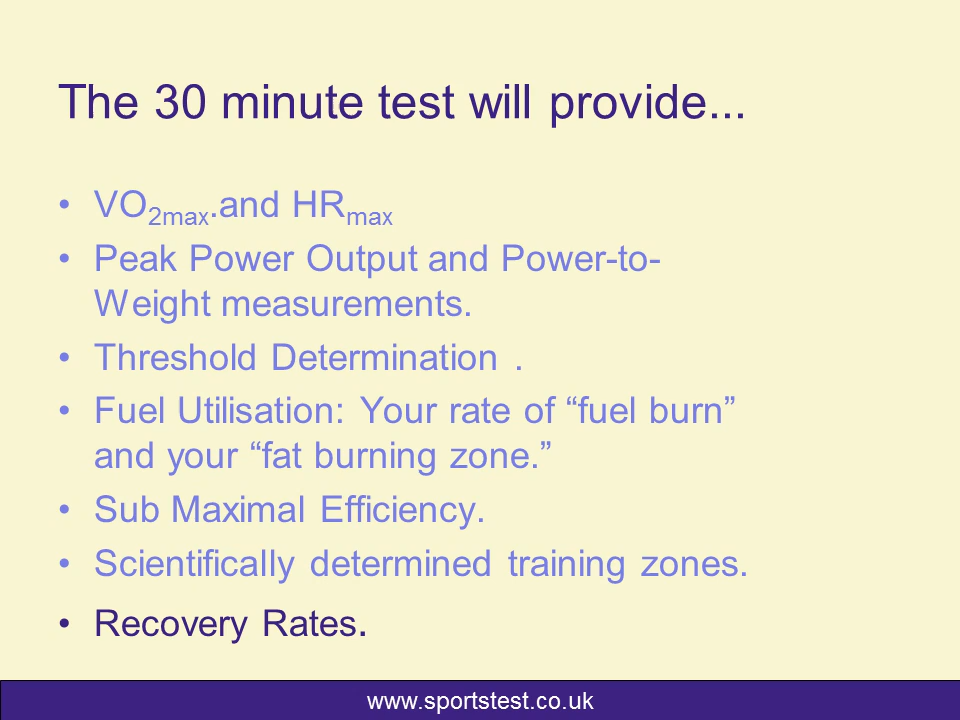 The 30 minute test will provide...
• VO2max.and HRmax
• Peak Power Output and Power-to-
Weight measurements.
• Threshold Determination .
• Fuel Utilisation: Your rate of “fuel burn”
and your “fat burning zone.”
• Sub Maximal Efficiency.
• Scientifically determined training zones.
• Recovery Rates.
www.sportstest.co.uk